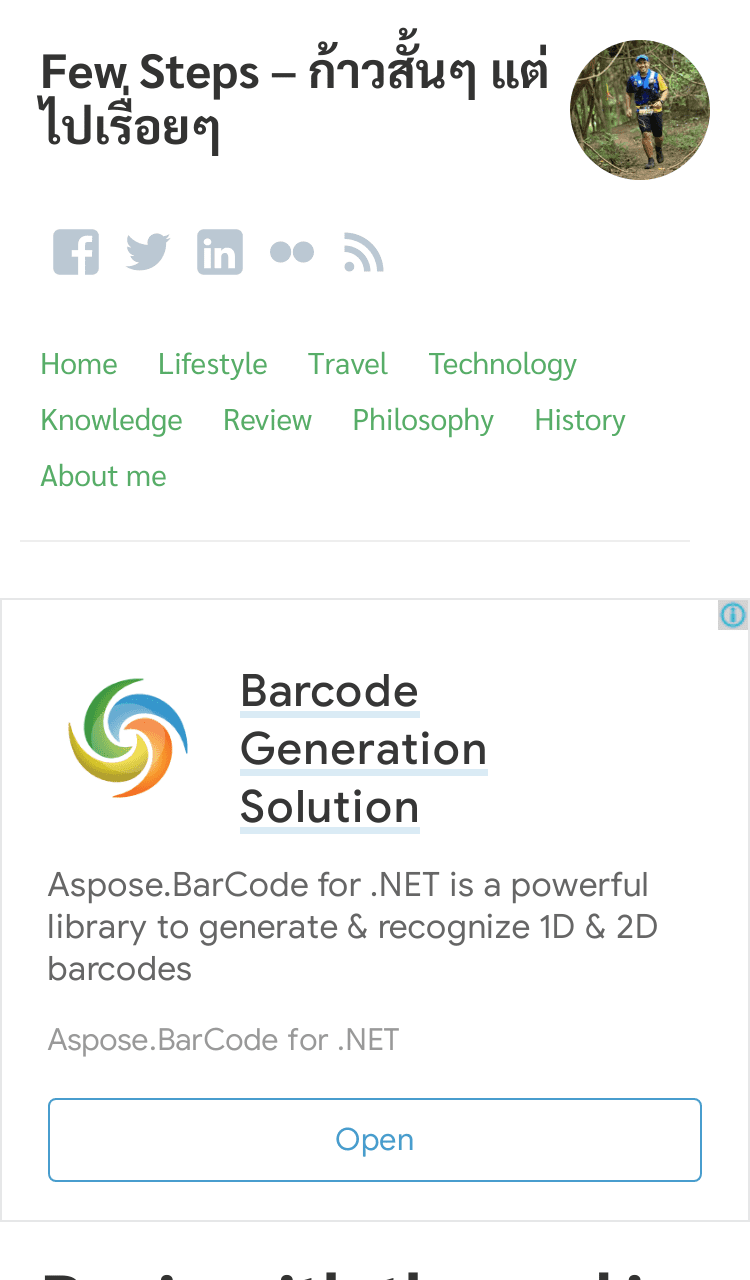 Few Steps – ก้าวสั้นๆ แต่
ไปเรื่อยๆ
Home Lifestyle Travel Technology
Knowledge Review Philosophy History
About me
Barcode
Generation
Solution
Aspose.BarCode for .NET is a powerful
library to generate & recognize 1D & 2D
barcodes
Aspose.BarCode for .NET
Open